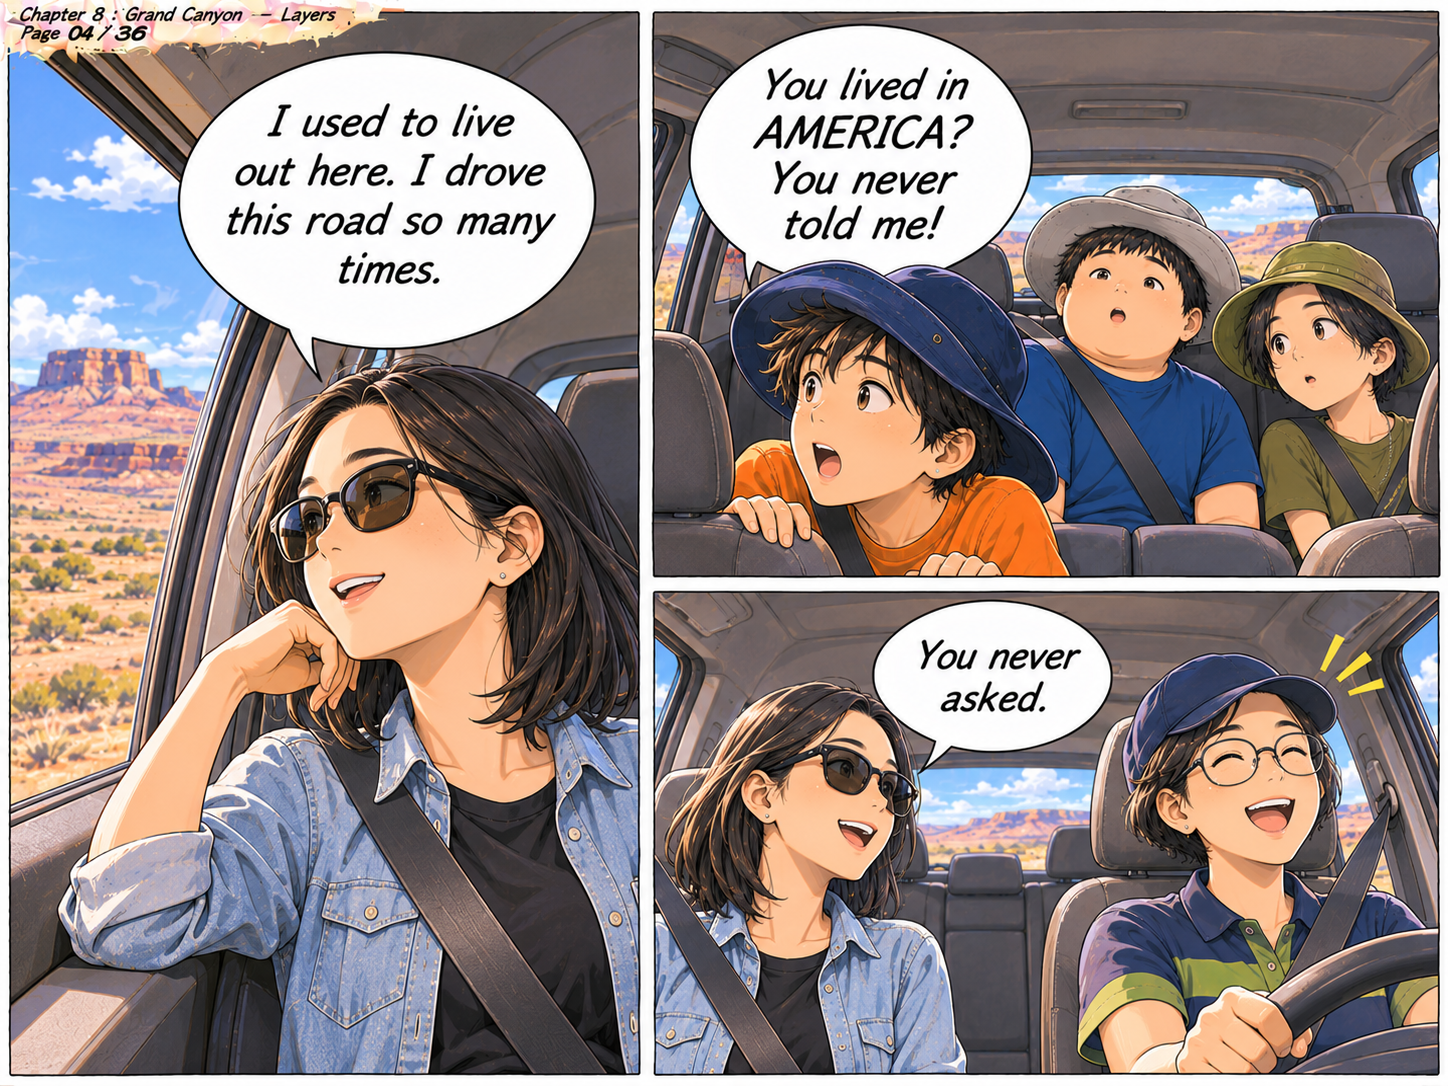 Chapter 8 : Grand Canyon - Layers
Page 04 / 36
I used to live
out here. I drove
this road so many
times.
You lived in
AMERICA?
You never
told me!
You never
asked.